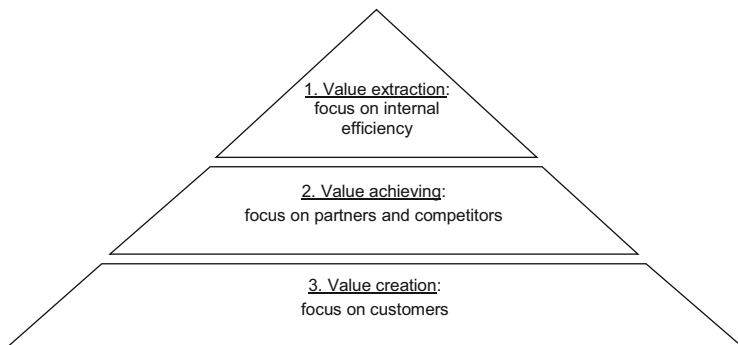 1. Value extraction:
focus on internal
efficiency
2. Value achieving:
focus on partners and competitors
3. Value creation:
focus on customers